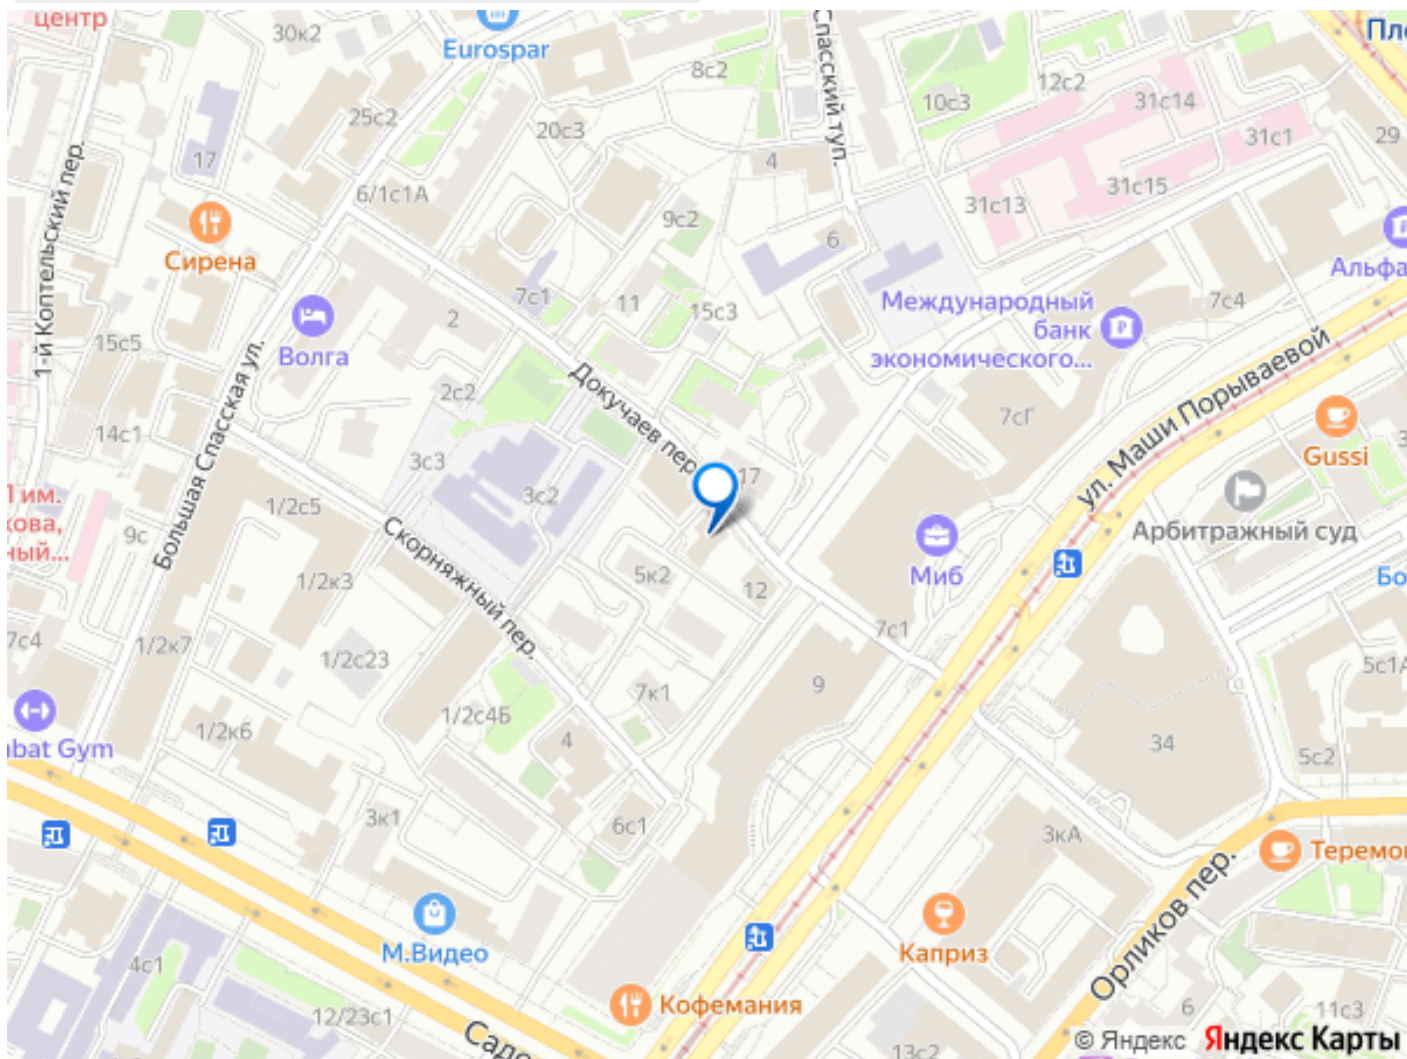 центр
30к2
Eurospar
8с2
Спасский туп.
12с2
10с3
31с14
Пло
25с2
20с3
31с1
29
17
4
6/1с1А
31с15
31с13
1-й Коптельский пер.
9с2
Сирена
6
Альфа
7с1
11
15с3
Международный
банк
экономического...
7с4
2
Волга
15с5
Докучаев пер.
ул. Маши Порываевой
2с2
7сГ
14с1
Большая Спасская ул.
3с3
17
Gussi
1/2с5
3с2
Арбитражный суд
им.
кова,
ный...
9с
Скорняжный пер.
1/2к3
5к2
12
Миб
Бо
7с4
1/2к7
1/2с23
7с1
5с1А
7к1
9
1/2с4Б
1/2к6
4
34
5с2
bat Gym
3к1
6с1
3кА
Теремо
М.Видео
Каприз
Орликов пер.
4с1
Кофемания
12/23с1
Садо
6
11с3
13с2
© Яндекс Яндекс Карты